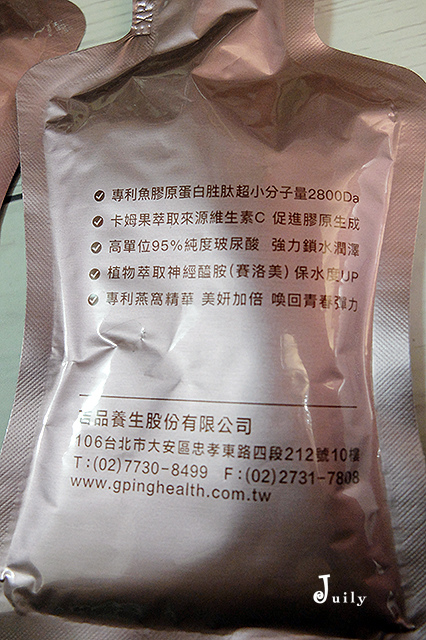 專利魚膠原蛋白胜肽超小分子量2800Da
卡姆果萃取來源維生素C 促進膠原生成
高單位95%純度玻尿酸 強力鎖水潤澤
植物萃取神經醯胺(賽洛美)保水度UP
專利燕窩精華 美妍加倍 喚回青春彈力
吉品養生股份有限公司
106台北市大安區忠孝東路四段212號10樓
T:(02)7730-8499 F:(02)2731-7808
www.gpinghealth.com.tw
Juily